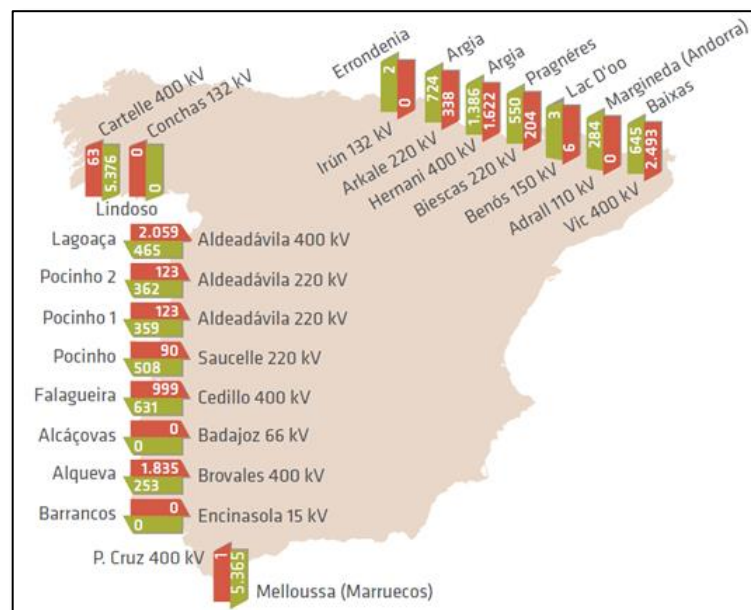 Errondenia
2
0
Irún 132 kV
Argia
724
338
Arkale 220 kV
Argia
1.386
1.622
Hernani 400 kV
Pragnéres
550
204
Biescas 220 kV
Lac D'oo
3
6
Benós 150 kV
Margineda (Andorra)
284
0
Adrall 110 kV
Baixas
645
2.493
Vic 400 kV
Cartelle 400 kV
63
5.376
Conchas 132 kV
0
0
Lindoso
Lagoaça
2.059
465
Aldeadávila 400 kV
Pocinho 2
123
362
Aldeadávila 220 kV
Pocinho 1
123
359
Aldeadávila 220 kV
Pocinho
90
508
Saucelle 220 kV
Falagueira
999
631
Cedillo 400 kV
Alcáçovas
0
0
Badajoz 66 kV
Alqueva
1.835
253
Brovales 400 kV
Barrancos
0
0
Encinasola 15 kV
P. Cruz 400 kV
1
5.365
Melloussa (Marruecos)